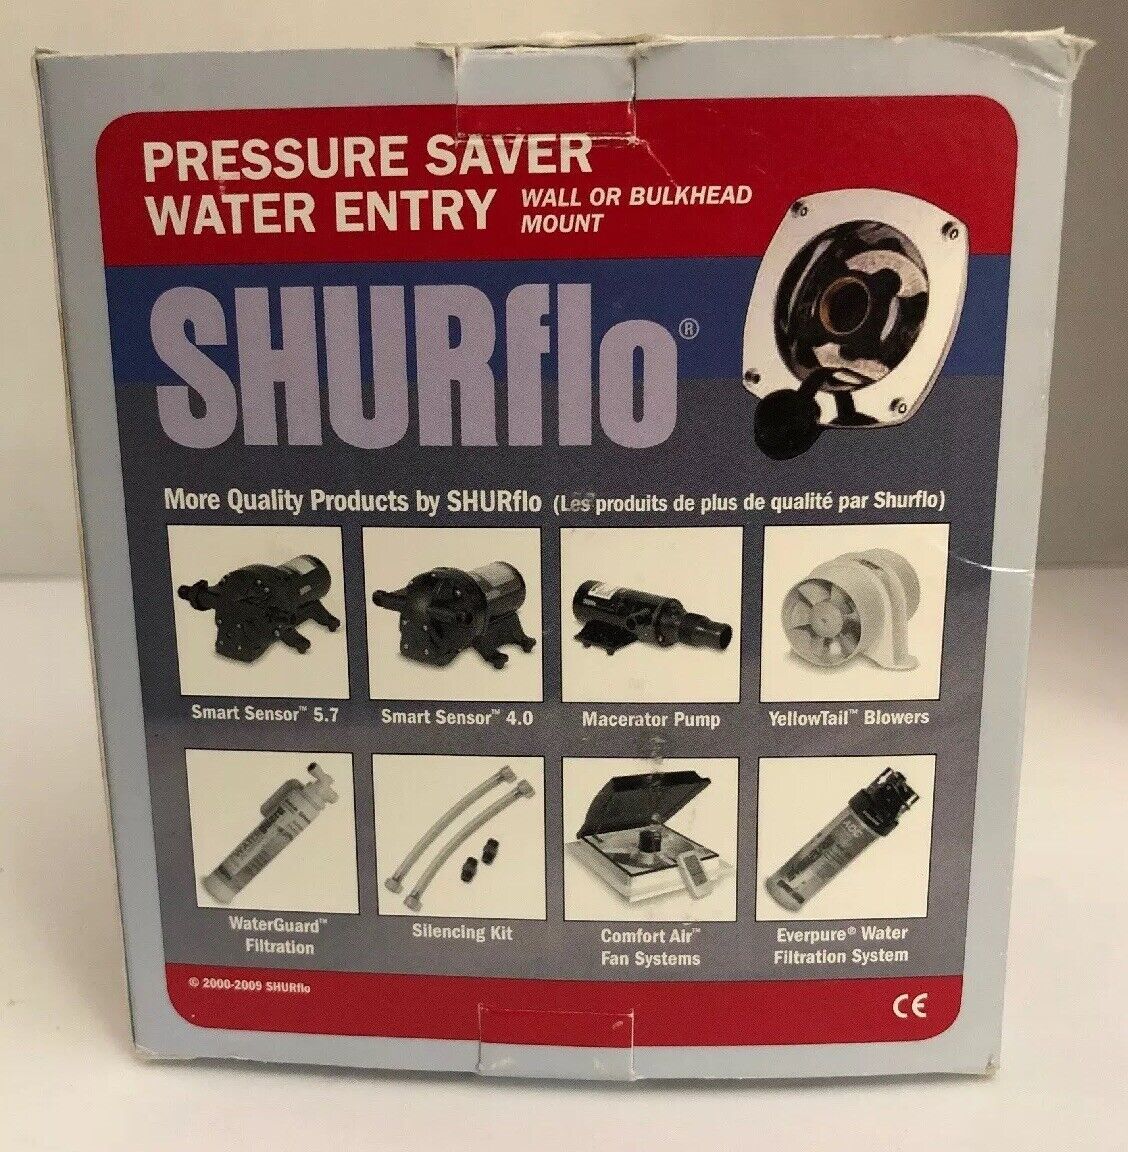 PRESSURE SAVER
WATER ENTRY WALL OR BULKHEAD
MOUNT
SHURflo®
More Quality Products by SHURflo (Les produits de plus de qualité par Shurflo)
Smart Sensor™ 5.7
Smart Sensor™ 4.0
Macerator Pump
YellowTail™ Blowers
WaterGuard™
Filtration
Silencing Kit
Comfort Air™
Fan Systems
Everpure® Water
Filtration System
© 2000-2009 SHURflo
CE